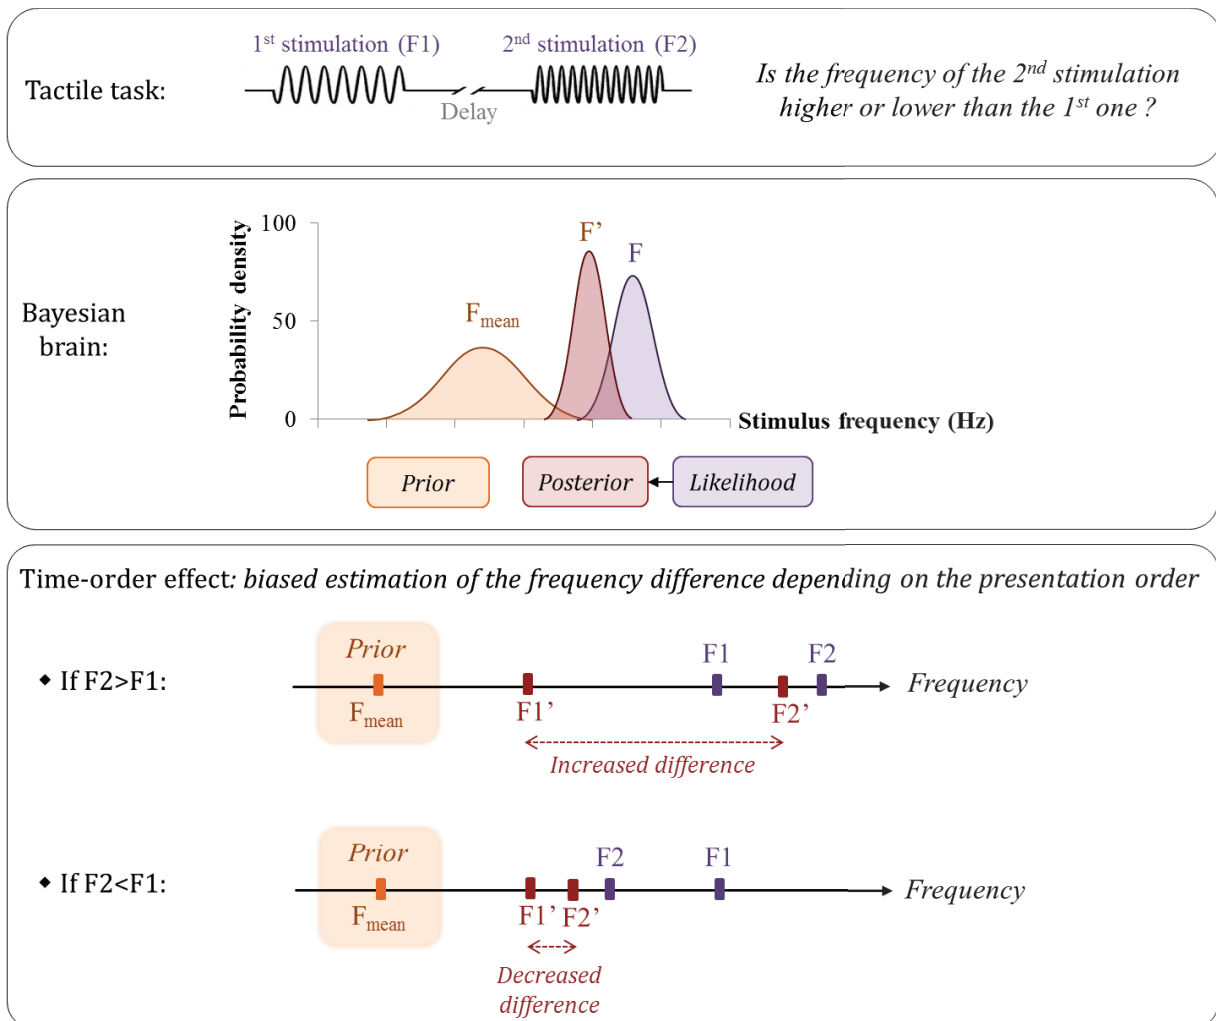 1st stimulation (F1)
2nd stimulation (F2)
Tactile task:
Delay
Is the frequency of the 2nd stimulation
higher or lower than the 1st one ?
Bayesian
brain:
Probability density
100
50
0
Fmean
F’
F
Stimulus frequency (Hz)
Prior
Posterior
Likelihood
Time-order effect: biased estimation of the frequency difference depending on the presentation order
◆ If F2>F1:
Prior
Fmean
F1’
F1
F2’
F2
Frequency
Increased difference
◆ If F2<F1:
Prior
Fmean
F1’
F2’
F2
F1
Frequency
Decreased
difference